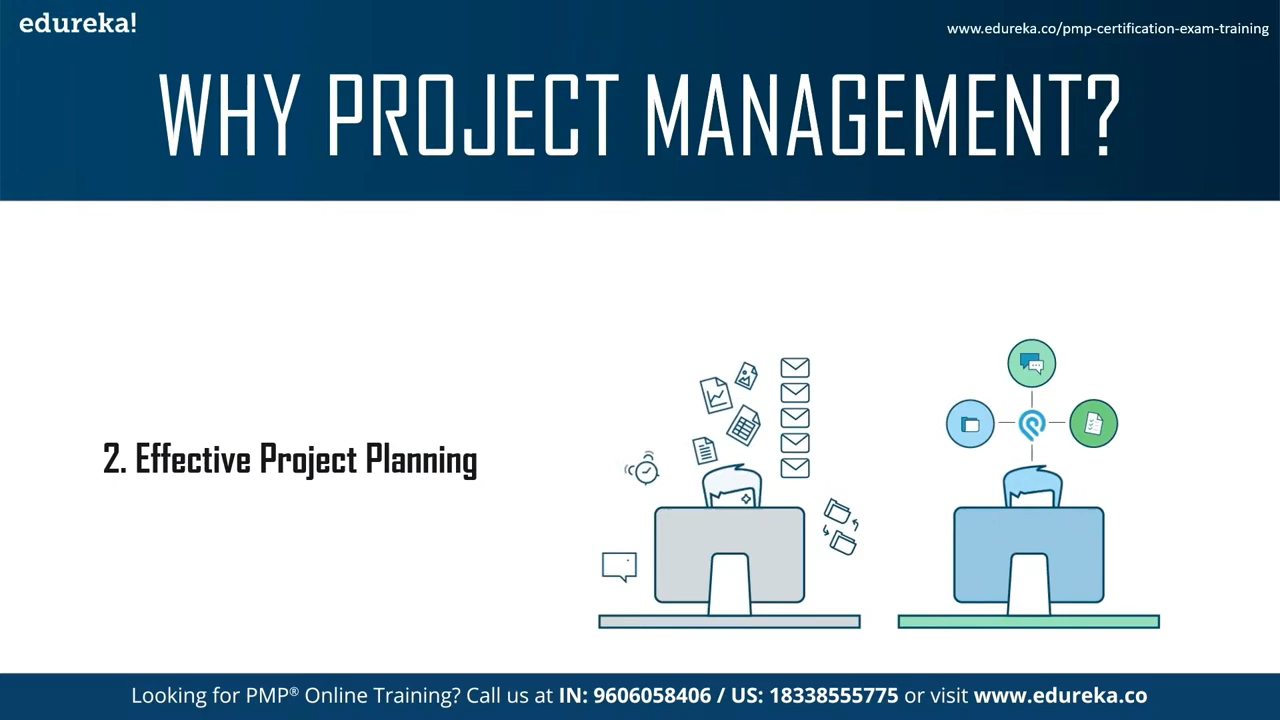 edureka!
www.edureka.co/pmp-certification-exam-training
WHY PROJECT MANAGEMENT?
2. Effective Project Planning
Looking for PMP® Online Training? Call us at IN: 9606058406 / US: 18338555775 or visit www.edureka.co